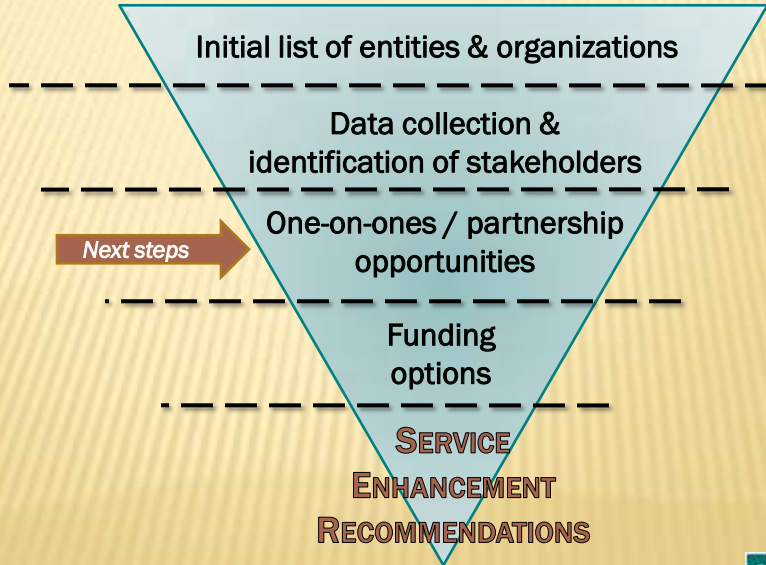 Initial list of entities & organizations
Data collection &
identification of stakeholders
Next steps
One-on-ones / partnership
opportunities
Funding
options
SERVICE
ENHANCEMENT
RECOMMENDATIONS